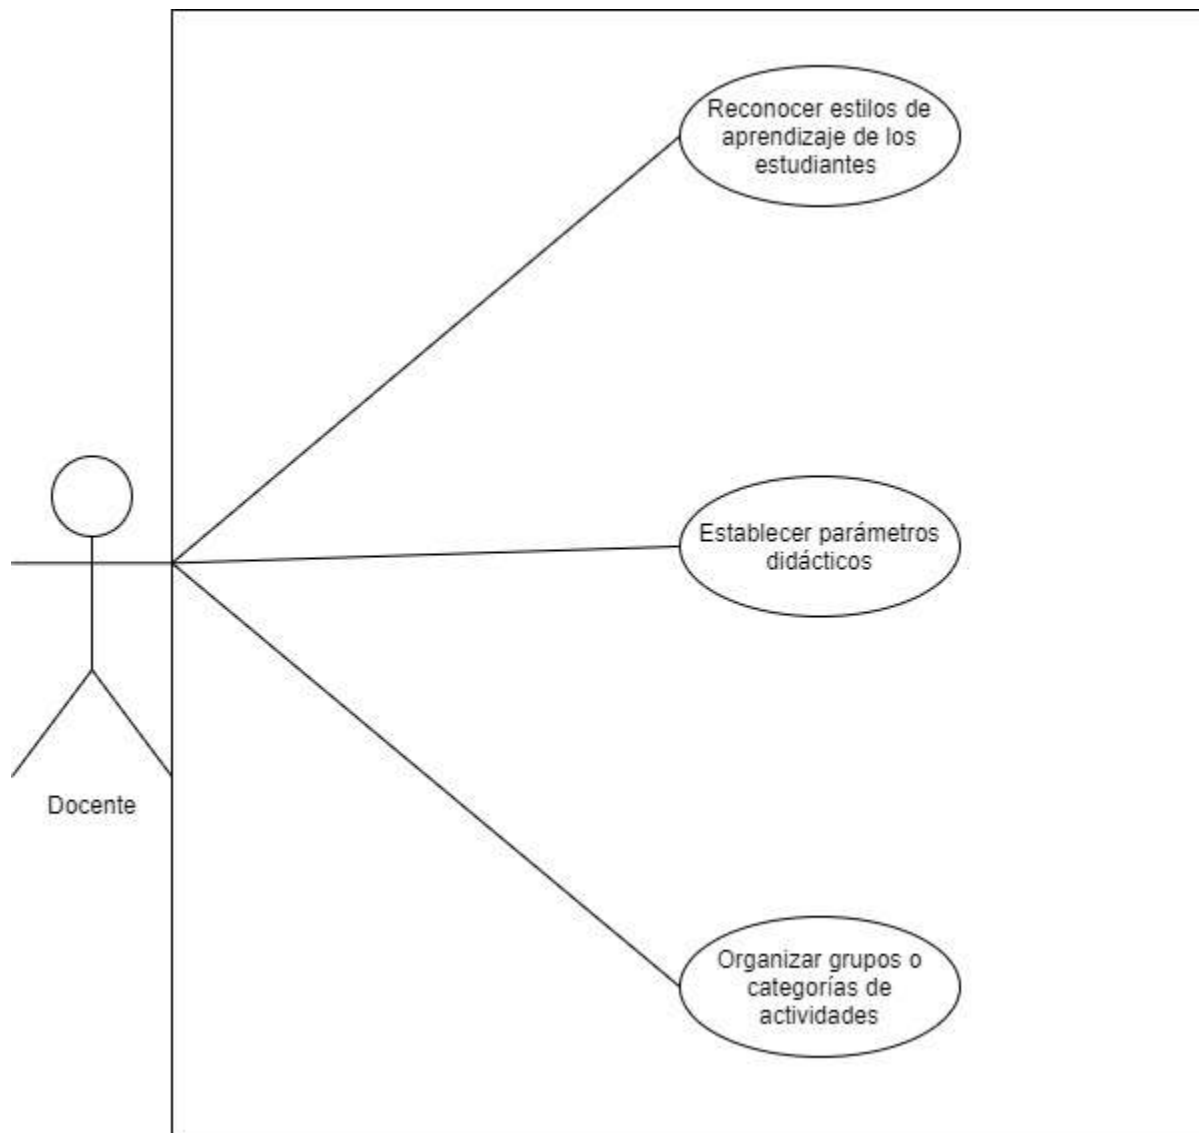 Reconocer estilos de
aprendizaje de los
estudiantes
Establecer parámetros
didácticos
Docente
Organizar grupos o
categorías de
actividades